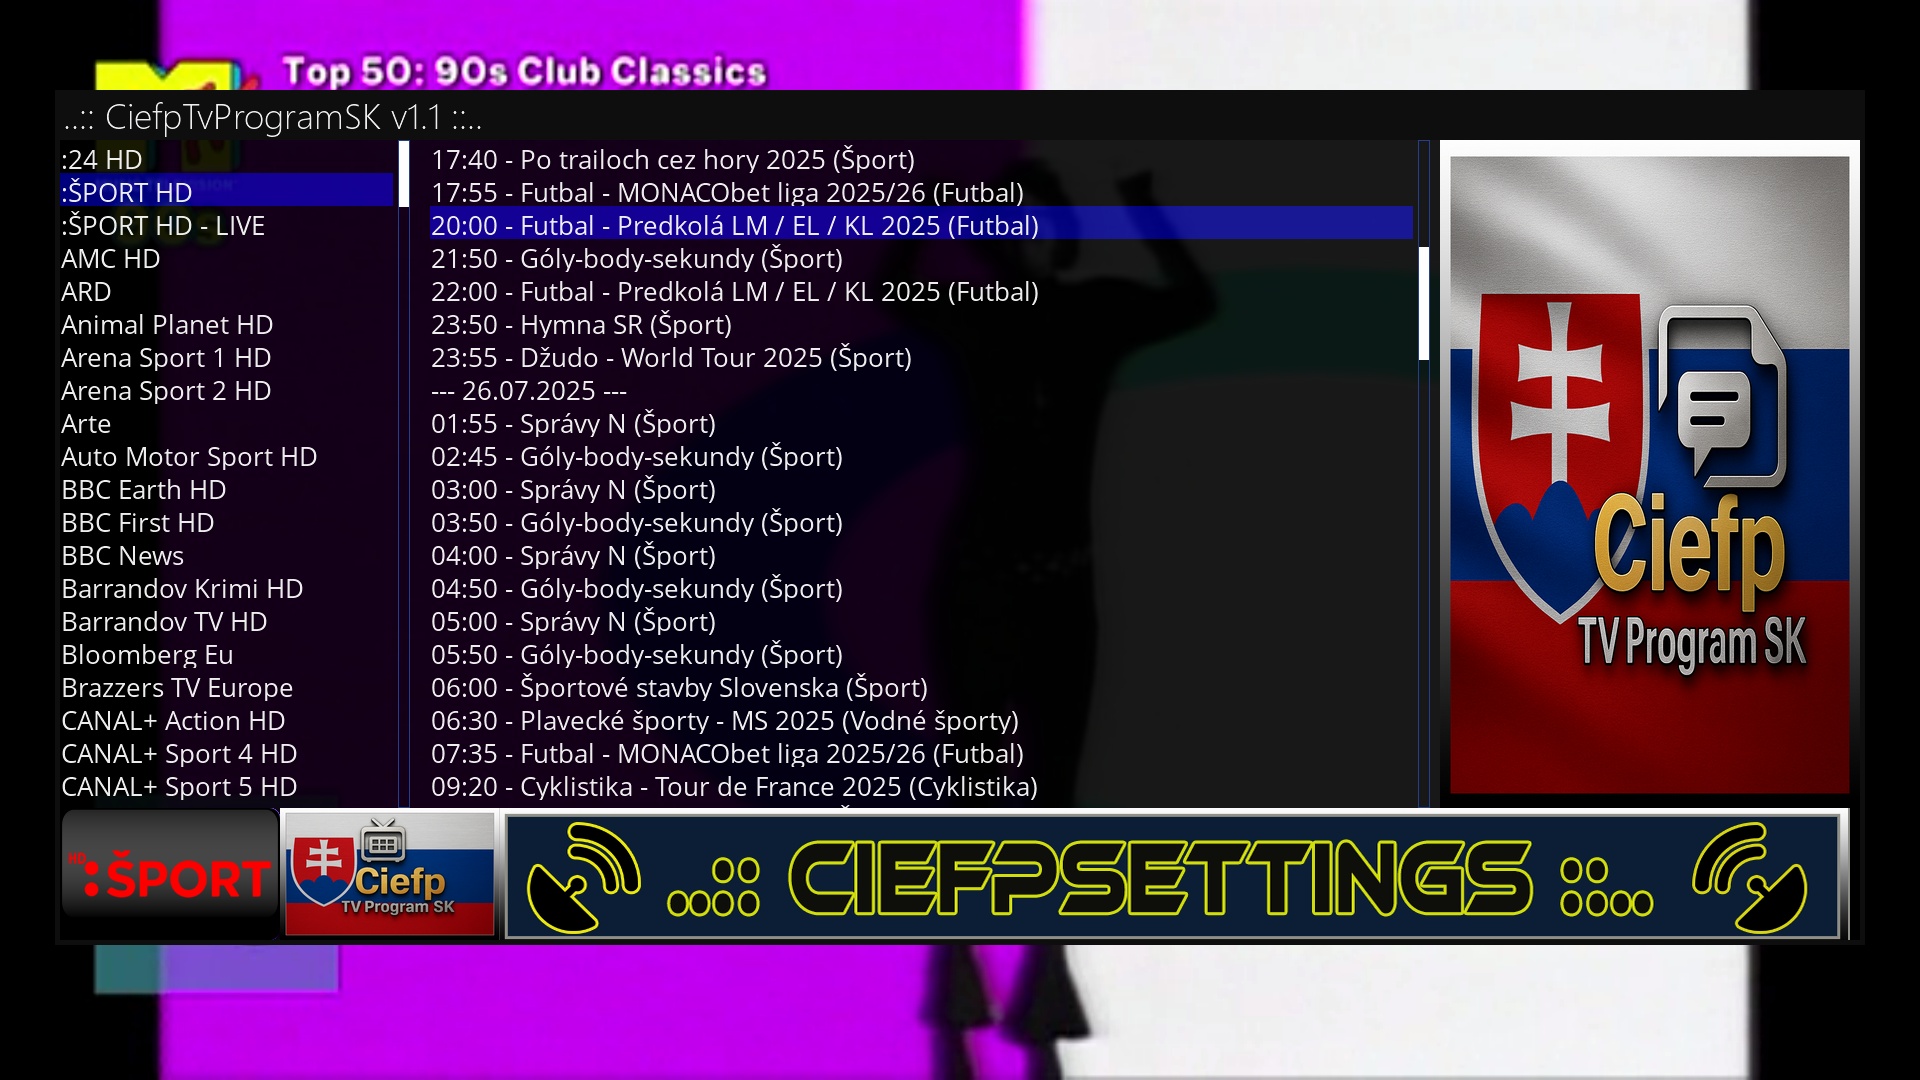 Top 50: 90s Club Classics
..:: CiefpTvProgramSK v1.1 ::..
:24 HD
:ŠPORT HD
:ŠPORT HD - LIVE
AMC HD
ARD
Animal Planet HD
Arena Sport 1 HD
Arena Sport 2 HD
Arte
Auto Motor Sport HD
BBC Earth HD
BBC First HD
BBC News
Barrandov Krimi HD
Barrandov TV HD
Bloomberg Eu
Brazzers TV Europe
CANAL+ Action HD
CANAL+ Sport 4 HD
CANAL+ Sport 5 HD
17:40 - Po trailoch cez hory 2025 (Šport)
17:55 - Futbal - MONACObet liga 2025/26 (Futbal)
20:00 - Futbal - Predkolá LM / EL / KL 2025 (Futbal)
21:50 - Góly-body-sekundy (Šport)
22:00 - Futbal - Predkolá LM / EL / KL 2025 (Futbal)
23:50 - Hymna SR (Šport)
23:55 - Džudo - World Tour 2025 (Šport)
--- 26.07.2025 ---
01:55 - Správy N (Šport)
02:45 - Góly-body-sekundy (Šport)
03:00 - Správy N (Šport)
03:50 - Góly-body-sekundy (Šport)
04:00 - Správy N (Šport)
04:50 - Góly-body-sekundy (Šport)
05:00 - Správy N (Šport)
05:50 - Góly-body-sekundy (Šport)
06:00 - Športové stavby Slovenska (Šport)
06:30 - Plavecké športy - MS 2025 (Vodné športy)
07:35 - Futbal - MONACObet liga 2025/26 (Futbal)
09:20 - Cyklistika - Tour de France 2025 (Cyklistika)
Ciefp
TV Program SK
HD
:ŠPORT
Ciefp
TV Program SK
..:: CIEFPSETTINGS ::..